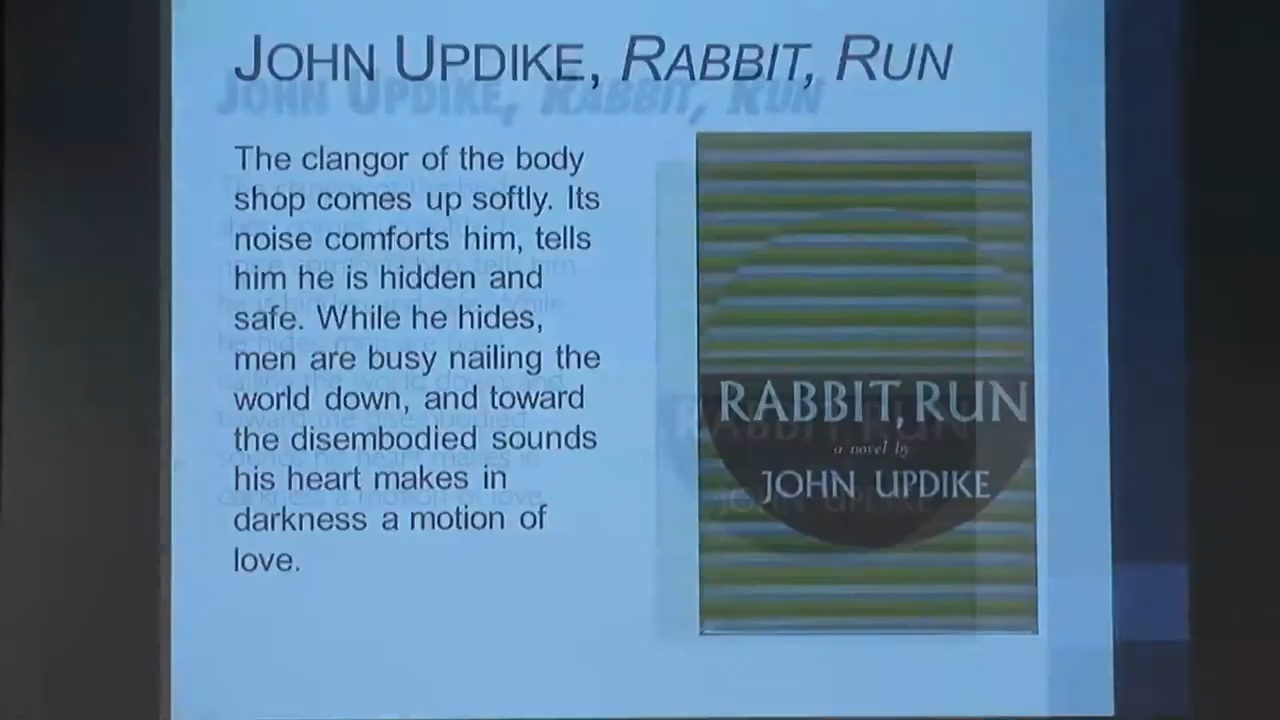 JOHN UPDIKE, RABBIT, RUN
The clangor of the body
shop comes up softly. Its
noise comforts him, tells
him he is hidden and
safe. While he hides,
men are busy nailing the
world down, and toward
the disembodied sounds
his heart makes in
darkness a motion of
love.
RABBIT, RUN
a novel by
JOHN UPDIKE